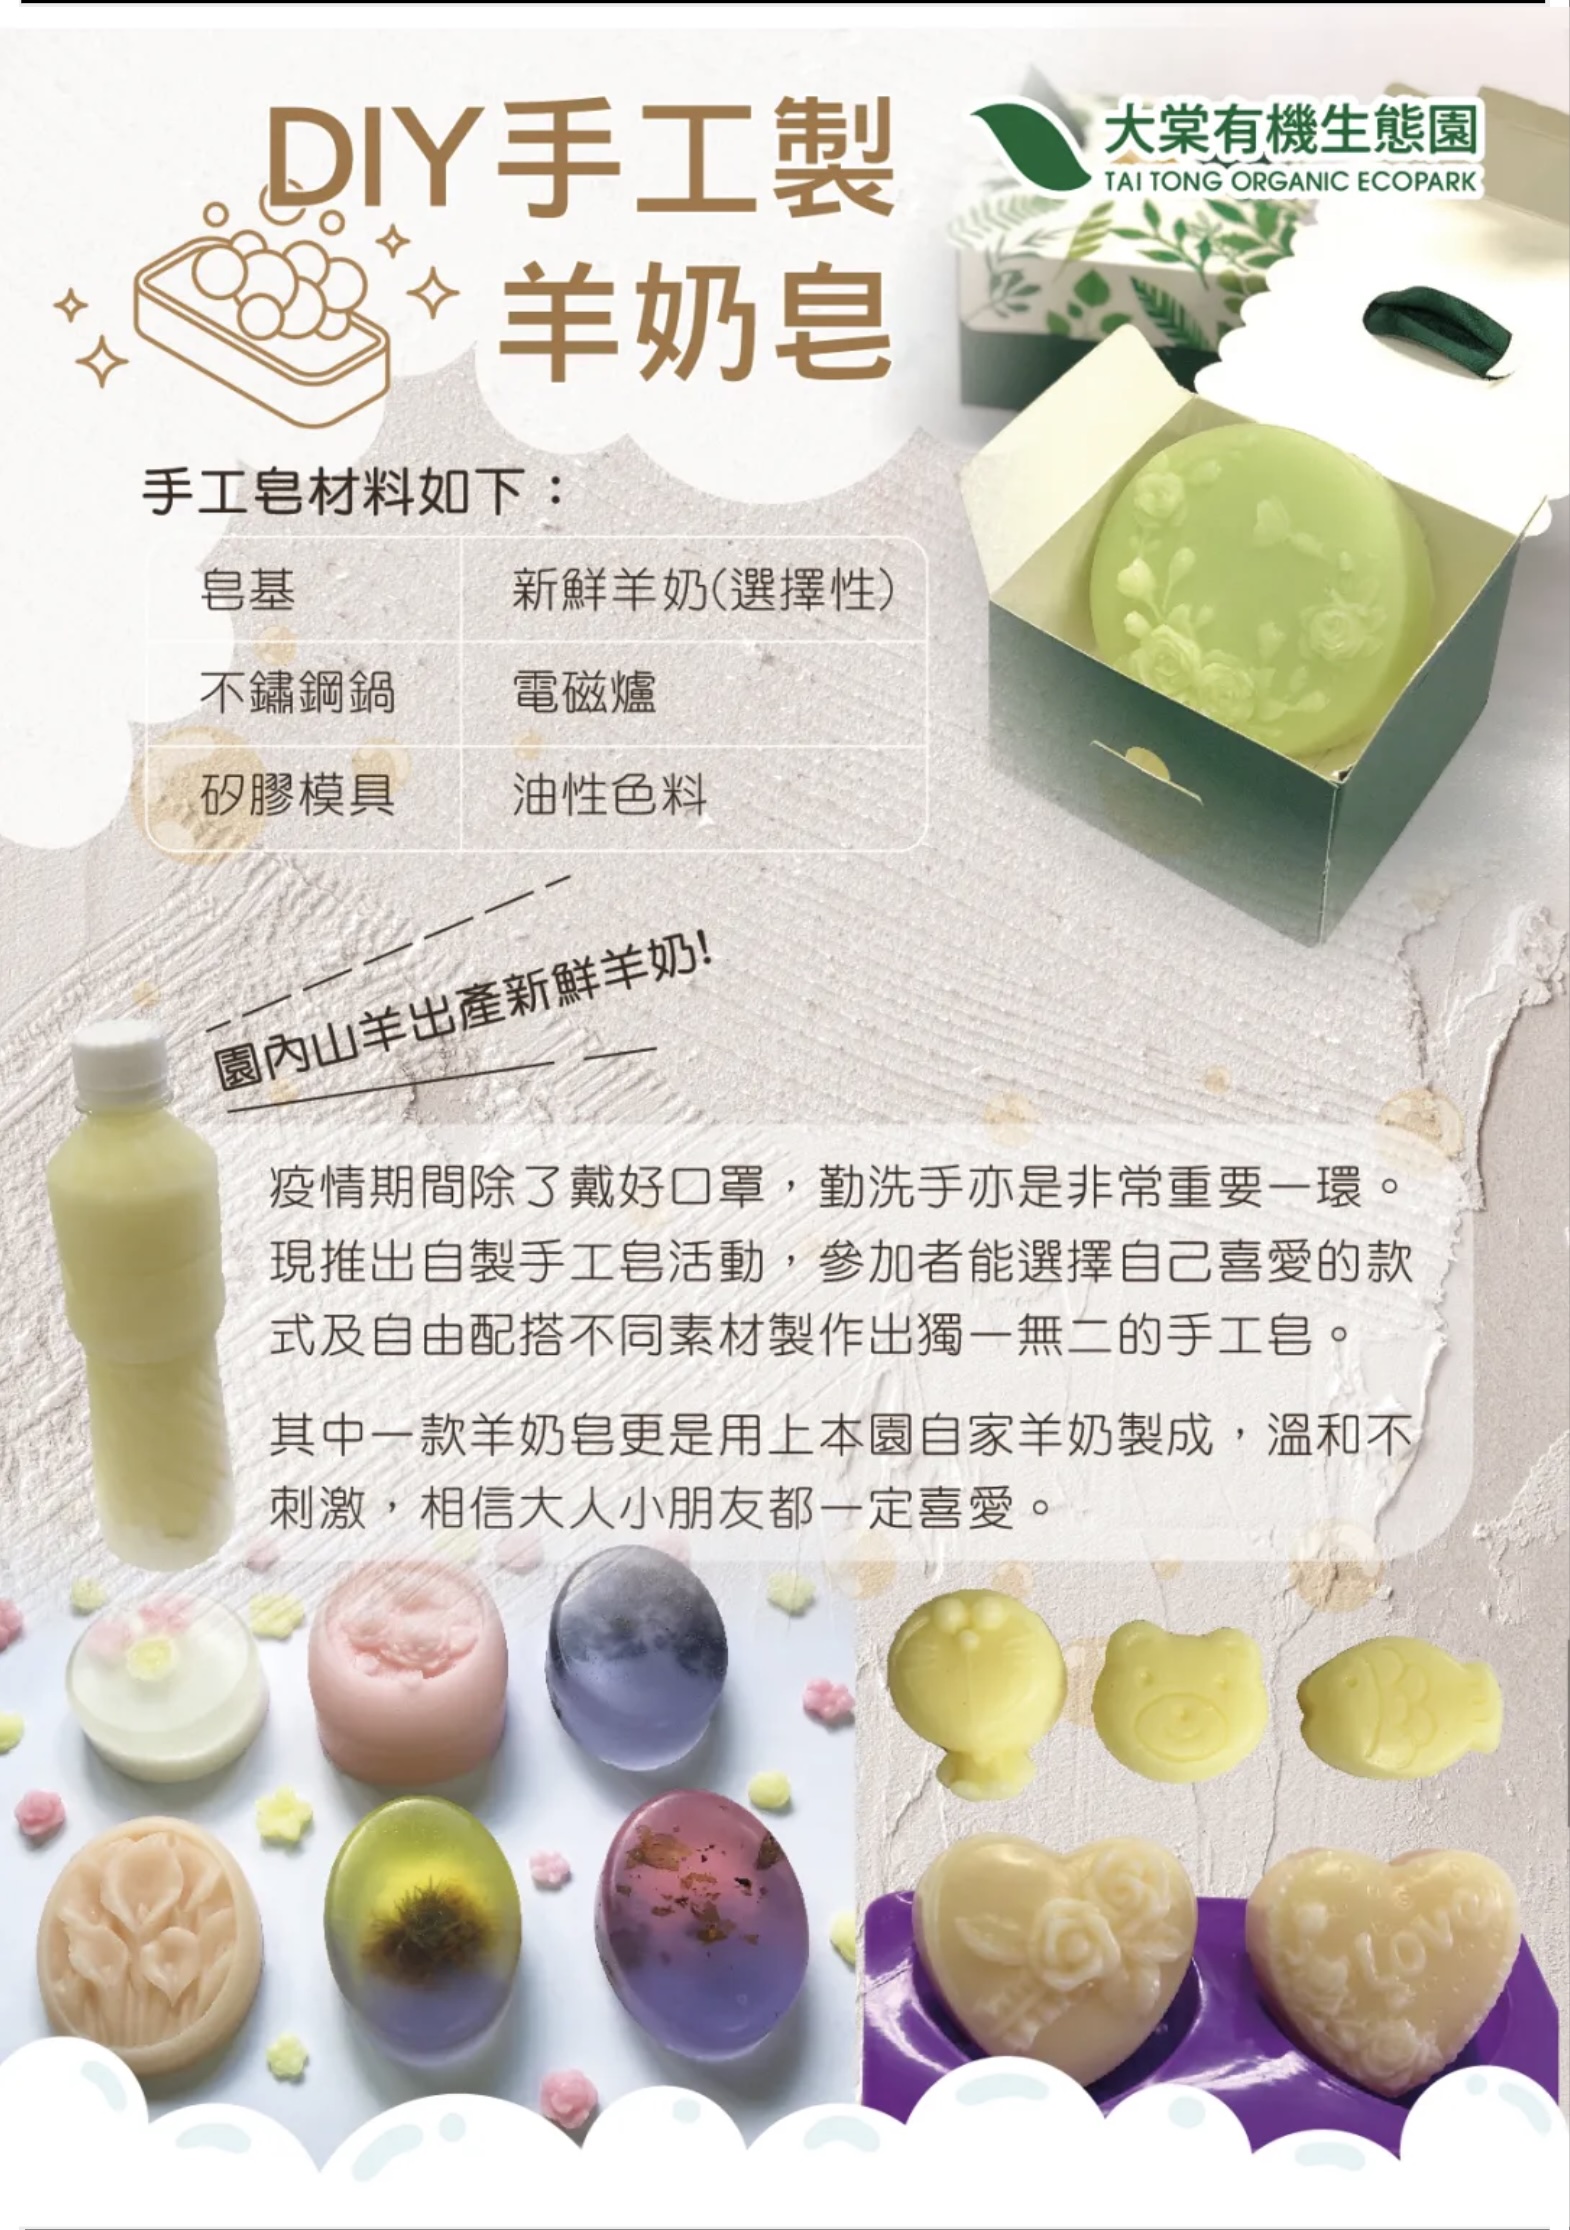 DIY手工製
羊奶皂
大棠有機生態園
TAI TONG ORGANIC ECOPARK
手工皂材料如下：
皂基 新鮮羊奶(選擇性)
不鏽鋼鍋 電磁爐
矽膠模具 油性色料
園內山羊出產新鮮羊奶!
疫情期間除了戴好口罩，勤洗手亦是非常重要一環。
現推出自製手工皂活動，參加者能選擇自己喜愛的款
式及自由配搭不同素材製作出獨一無二的手工皂。
其中一款羊奶皂更是用上本園自家羊奶製成，溫和不
刺激，相信大人小朋友都一定喜愛。
Love